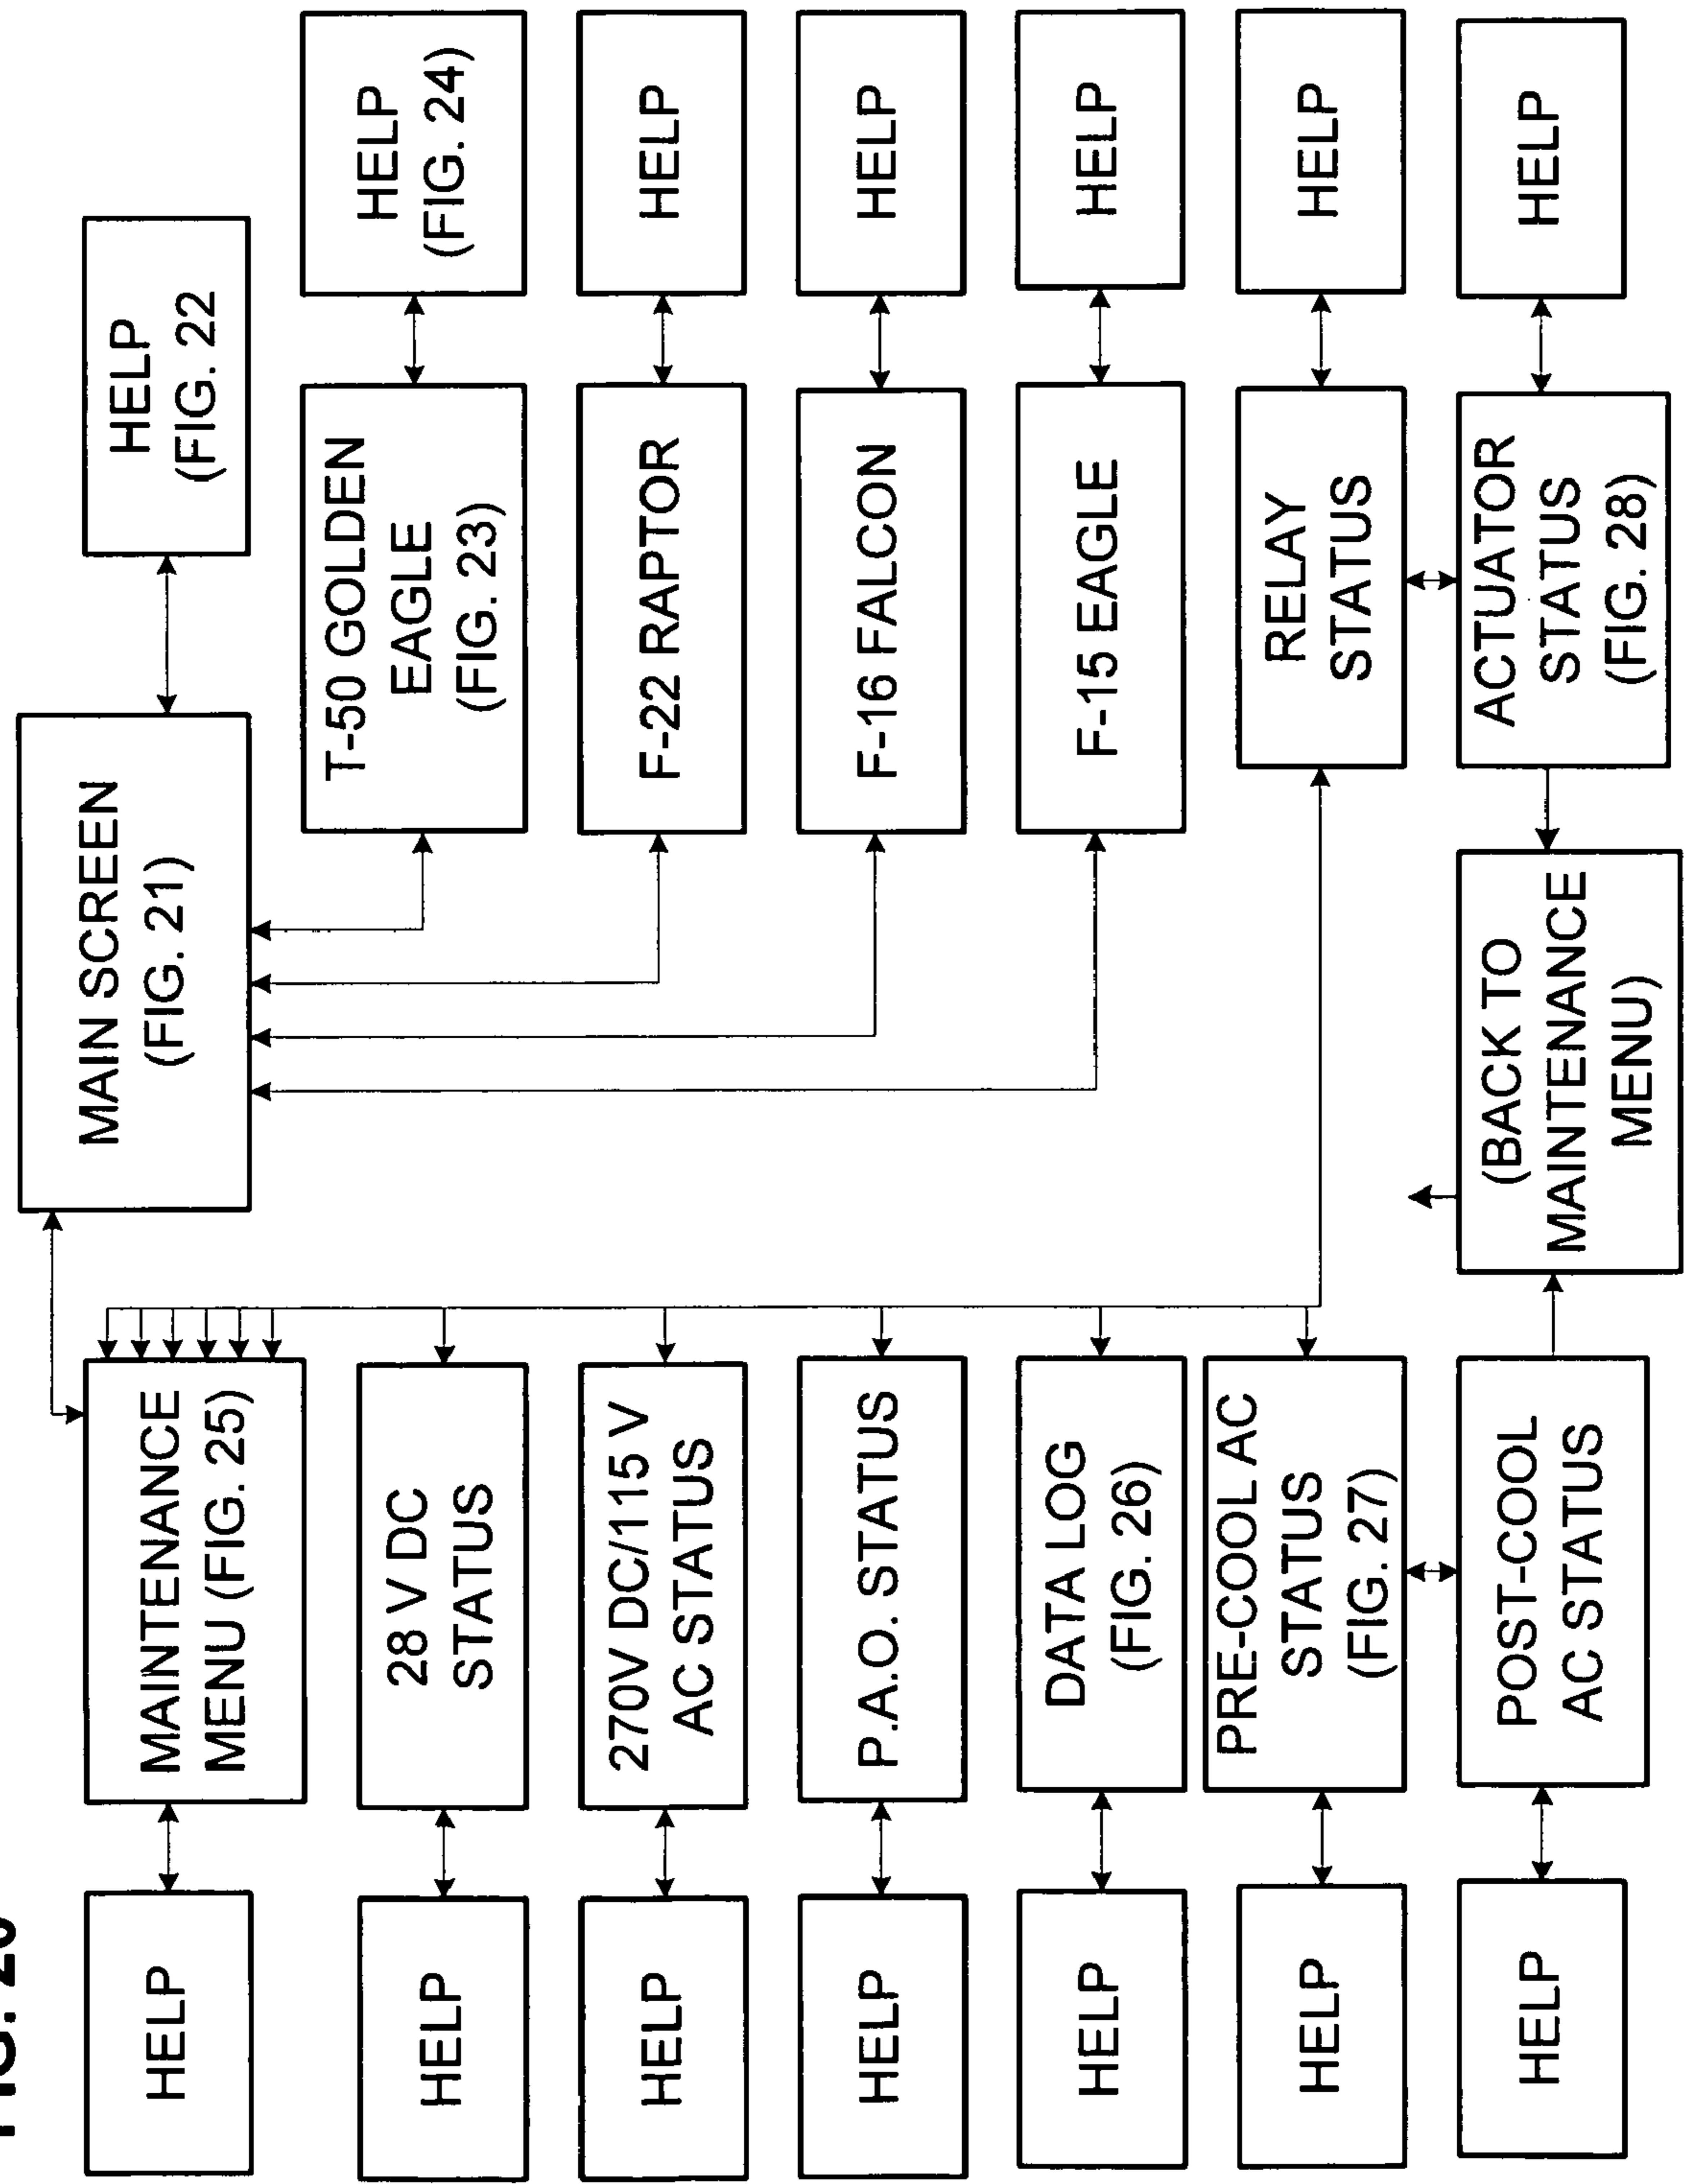 FIG. 20
MAIN SCREEN
(FIG. 21)
HELP
(FIG. 22
HELP
MAINTENANCE
MENU (FIG. 25)
T-50 GOLDEN
EAGLE
(FIG. 23)
HELP
(FIG. 24)
HELP
28 V DC
STATUS
F-22 RAPTOR
HELP
HELP
270V DC/115 V
AC STATUS
F-16 FALCON
HELP
HELP
P.A.O. STATUS
F-15 EAGLE
HELP
HELP
DATA LOG
(FIG. 26)
RELAY
STATUS
HELP
HELP
PRE-COOL AC
STATUS
(FIG. 27)
ACTUATOR
STATUS
(FIG. 28)
HELP
HELP
POST-COOL
AC STATUS
(BACK TO
MAINTENANCE
MENU)